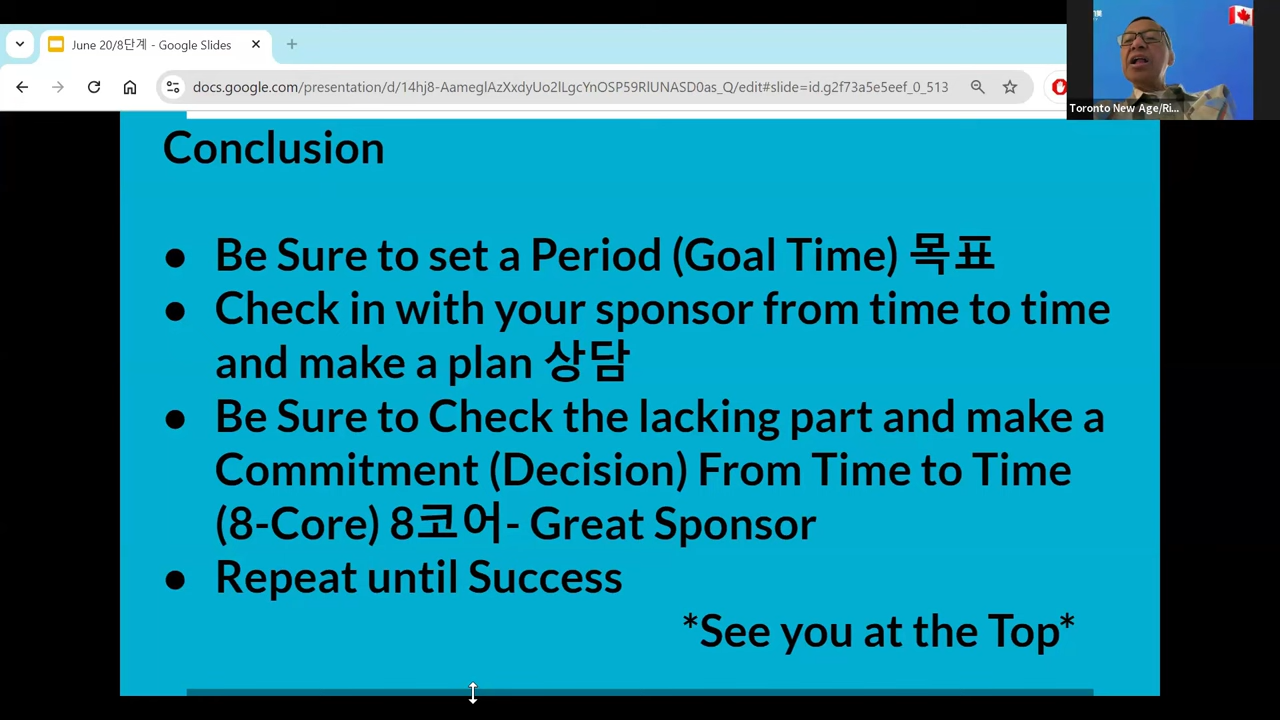 June 20/8단계 - Google Slides
docs.google.com/presentation/d/14hj8-AameglAzXxdyUo2lLgcYnOSP59RlUNASD0as_Q/edit#slide=id.g2f73a5e5eef_0_513
Toronto New Age/Ri...
Conclusion
● Be Sure to set a Period (Goal Time) 목표
● Check in with your sponsor from time to time
and make a plan 상담
● Be Sure to Check the lacking part and make a
Commitment (Decision) From Time to Time
(8-Core) 8코어- Great Sponsor
● Repeat until Success
*See you at the Top*